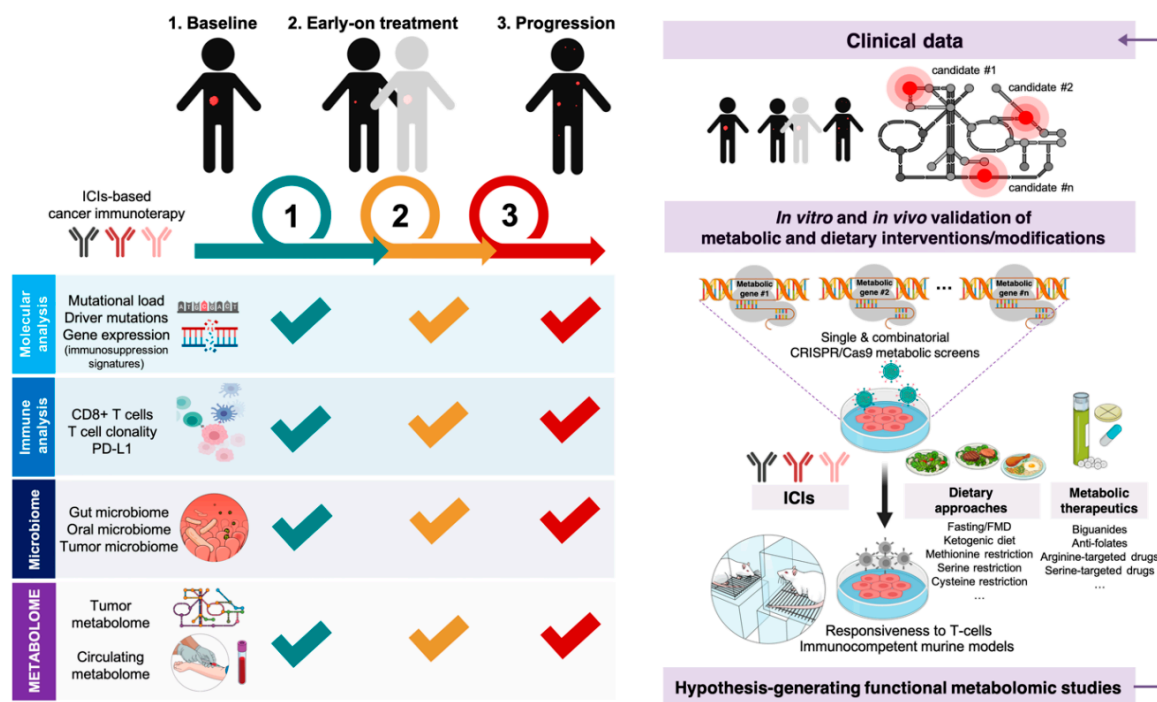 1. Baseline
2. Early-on treatment
3. Progression
ICIs-based
cancer immunotherapy
1
2
3
Molecular
analysis
Mutational load
Driver mutations
Gene expression
(immunosuppression
signatures)
Immune
analysis
CD8+ T cells
T cell clonality
PD-L1
Microbiome
Gut microbiome
Oral microbiome
Tumor microbiome
METABOLOME
Tumor
metabolome
Circulating
metabolome
Clinical data
candidate #1
candidate #2
candidate #n
In vitro and in vivo validation of
metabolic and dietary interventions/modifications
Metabolic
gene #1
Metabolic
gene #2
...
Metabolic
gene #n
Single & combinatorial
CRISPR/Cas9 metabolic screens
ICIs
Dietary
approaches
Fasting/FMD
Ketogenic diet
Methionine restriction
Serine restriction
Cysteine restriction
...
Metabolic
therapeutics
Biguanides
Anti-folates
Arginine-targeted drugs
Serine-targeted drugs
...
Responsiveness to T-cells
Immunocompetent murine models
Hypothesis-generating functional metabolomic studies